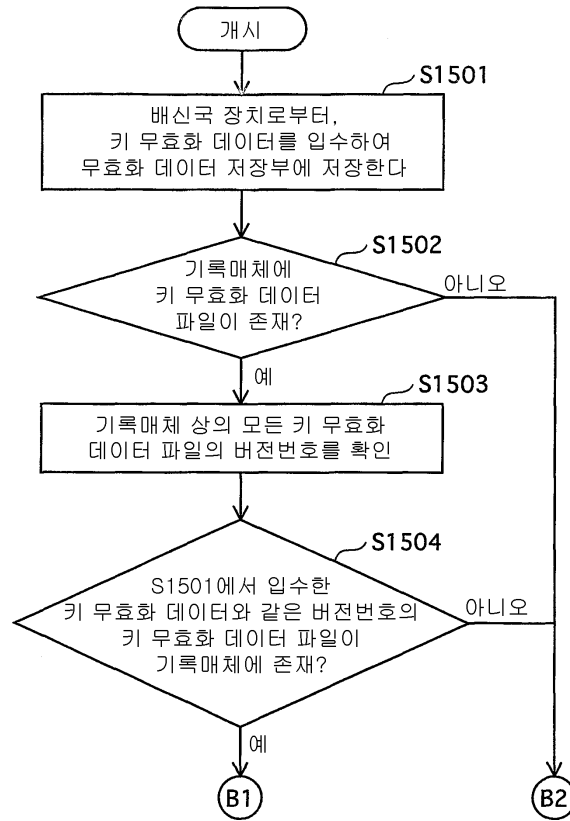 개시
S1501
배신국 장치로부터,
키 무효화 데이터를 입수하여
무효화 데이터 저장부에 저장한다
S1502
기록매체에
키 무효화 데이터
파일이 존재?
아니오
예
S1503
기록매체 상의 모든 키 무효화
데이터 파일의 버전번호를 확인
S1504
S1501에서 입수한
키 무효화 데이터와 같은 버전번호의
키 무효화 데이터 파일이
기록매체에 존재?
아니오
예
B1
B2